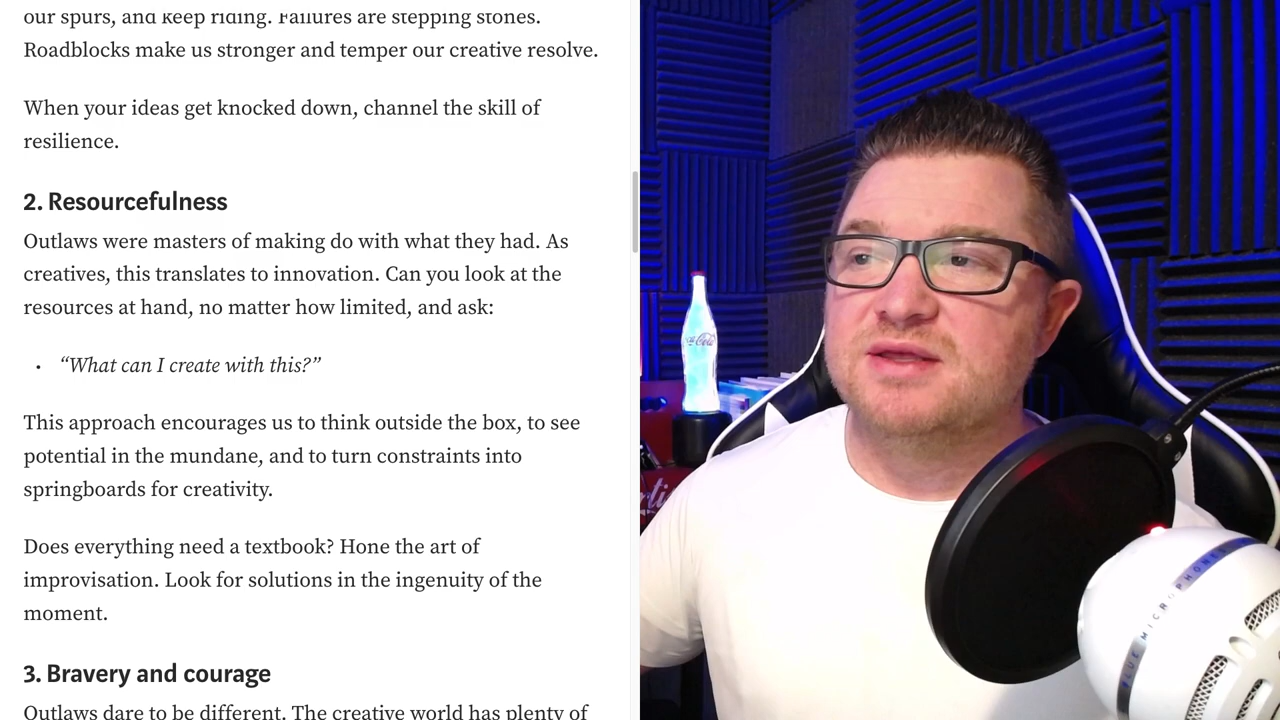 our spurs, and keep riding. Failures are stepping stones.
Roadblocks make us stronger and temper our creative resolve.
When your ideas get knocked down, channel the skill of
resilience.
2. Resourcefulness
Outlaws were masters of making do with what they had. As
creatives, this translates to innovation. Can you look at the
resources at hand, no matter how limited, and ask:
• “What can I create with this?”
This approach encourages us to think outside the box, to see
potential in the mundane, and to turn constraints into
springboards for creativity.
Does everything need a textbook? Hone the art of
improvisation. Look for solutions in the ingenuity of the
moment.
3. Bravery and courage
Outlaws dare to be different. The creative world has plenty of
Coca-Cola
BLUE MICROPHONES